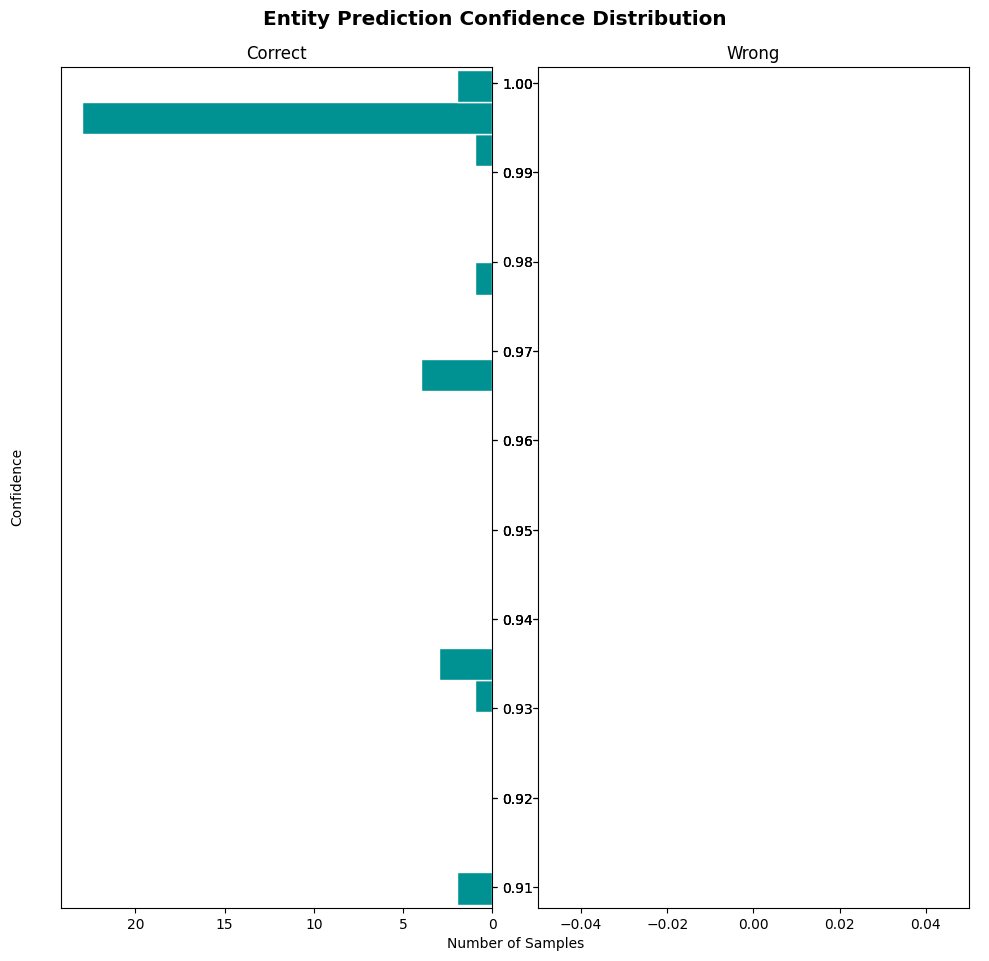 Entity Prediction Confidence Distribution
Correct
Wrong
1.00
0.99
0.98
0.97
0.96
0.95
0.94
0.93
0.92
0.91
Confidence
20 15 10 5 0
−0.04 −0.02 0.00 0.02 0.04
Number of Samples